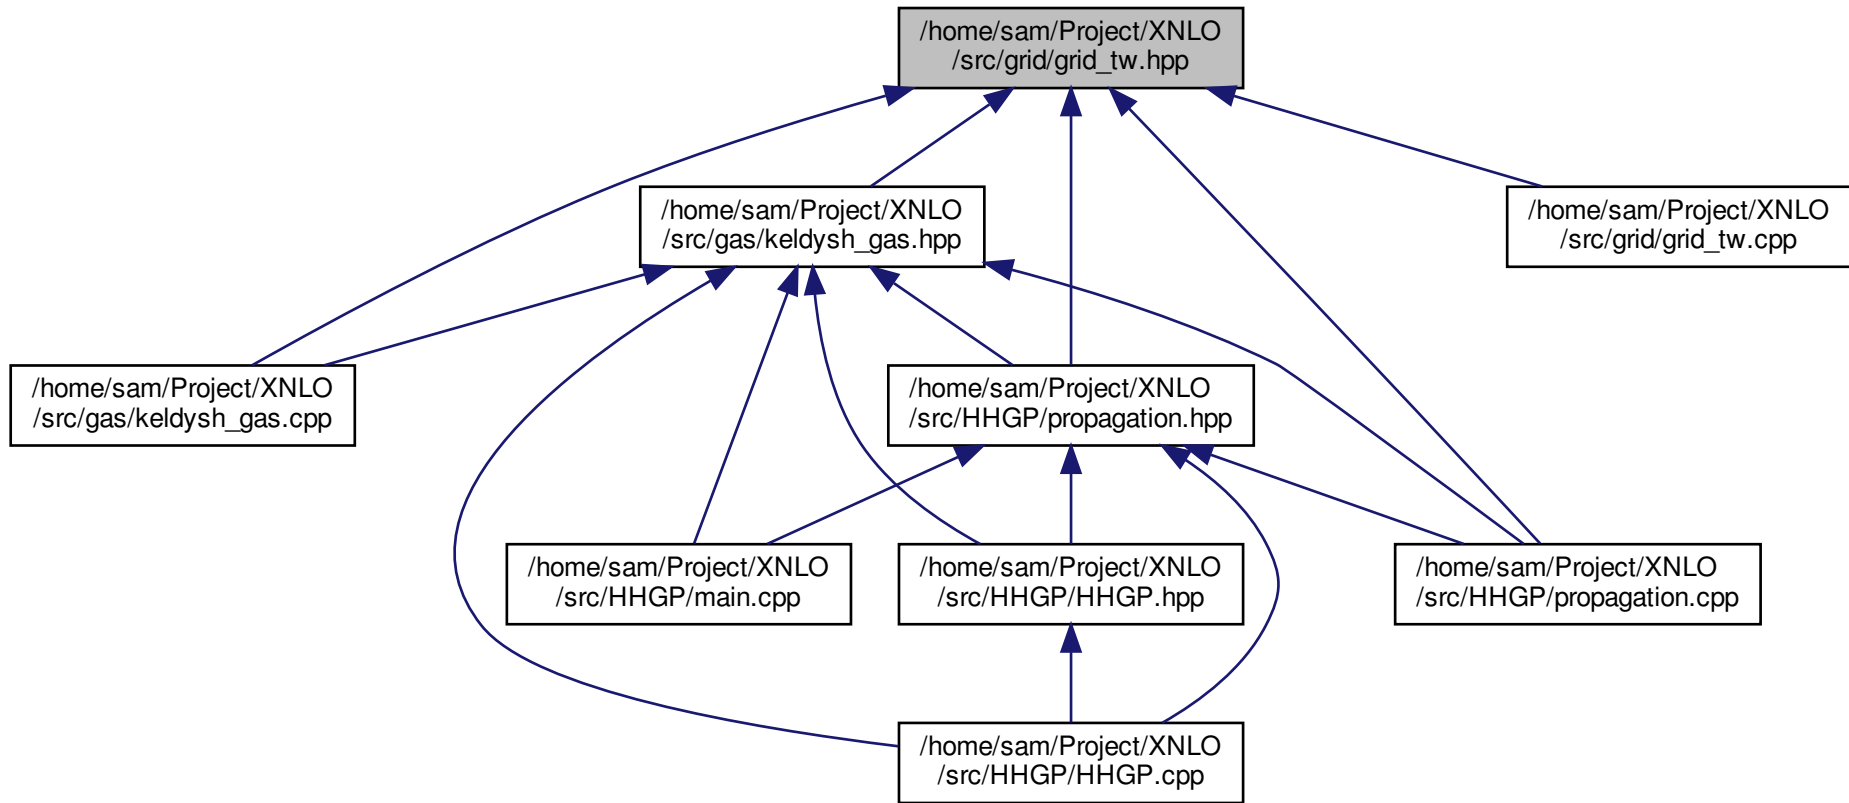 /home/sam/Project/XNLO
/src/grid/grid_tw.hpp
/home/sam/Project/XNLO
/src/gas/keldysh_gas.hpp
/home/sam/Project/XNLO
/src/grid/grid_tw.cpp
/home/sam/Project/XNLO
/src/gas/keldysh_gas.cpp
/home/sam/Project/XNLO
/src/HHGP/propagation.hpp
/home/sam/Project/XNLO
/src/HHGP/main.cpp
/home/sam/Project/XNLO
/src/HHGP/HHGP.hpp
/home/sam/Project/XNLO
/src/HHGP/propagation.cpp
/home/sam/Project/XNLO
/src/HHGP/HHGP.cpp